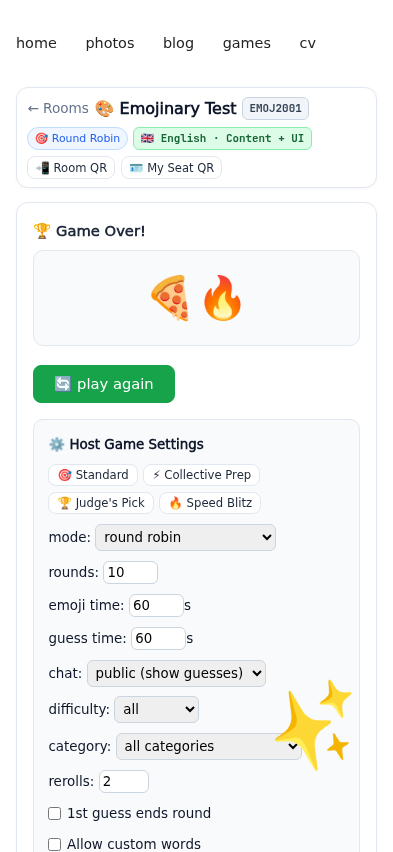 home photos blog games cv
← Rooms 🎨 Emojinary Test EMOJ2001
🎯 Round Robin 🇬🇧 English · Content + UI
📲 Room QR 🪪 My Seat QR
🏆 Game Over!
🍕🔥
🔄 play again
⚙️ Host Game Settings
🎯 Standard ⚡ Collective Prep
🏆 Judge's Pick 🔥 Speed Blitz
mode: round robin
rounds: 10
emoji time: 60 s
guess time: 60 s
chat: public (show guesses)
difficulty: all
category: all categories
rerolls: 2
1st guess ends round
Allow custom words